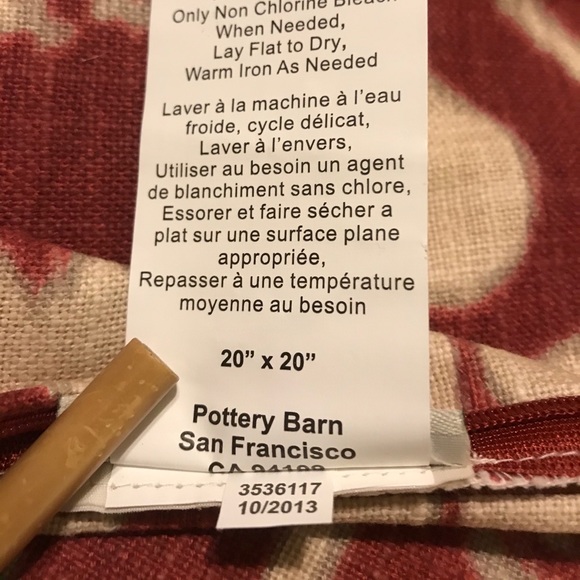 Only Non Chlorine Bleach
When Needed,
Lay Flat to Dry,
Warm Iron As Needed
Laver à la machine à l'eau
froide, cycle délicat,
Laver à l'envers,
Utiliser au besoin un agent
de blanchiment sans chlore,
Essorer et faire sécher a
plat sur une surface plane
appropriée,
Repasser à une température
moyenne au besoin
20” x 20”
Pottery Barn
San Francisco
CA
3536117
10/2013